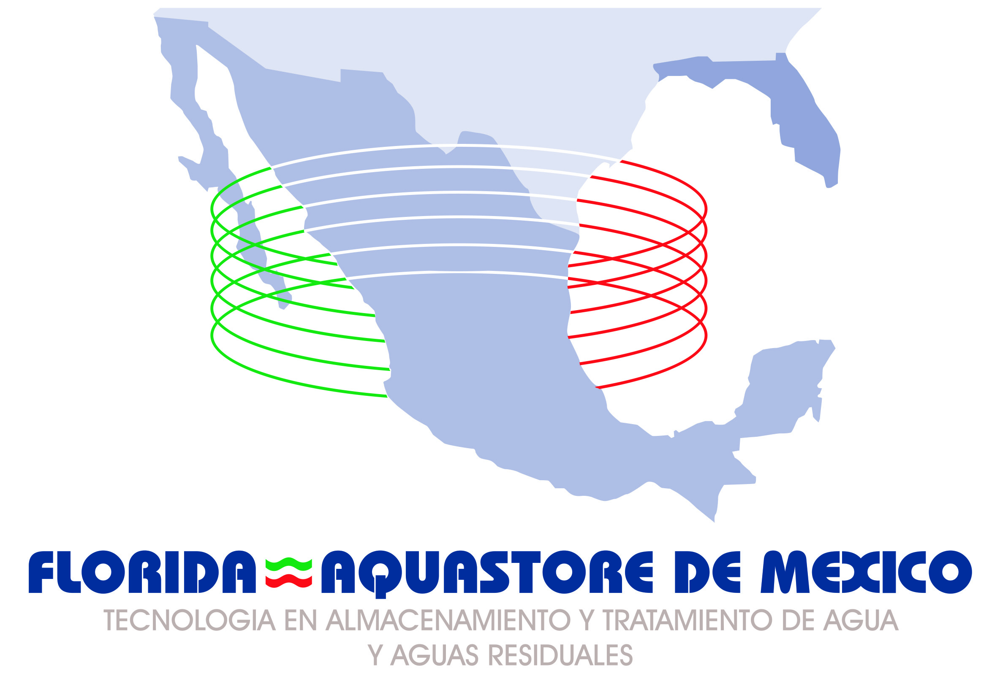 FLORIDA AQUASTORE DE MEXICO
TECNOLOGIA EN ALMACENAMIENTO Y TRATAMIENTO DE AGUA
Y AGUAS RESIDUALES